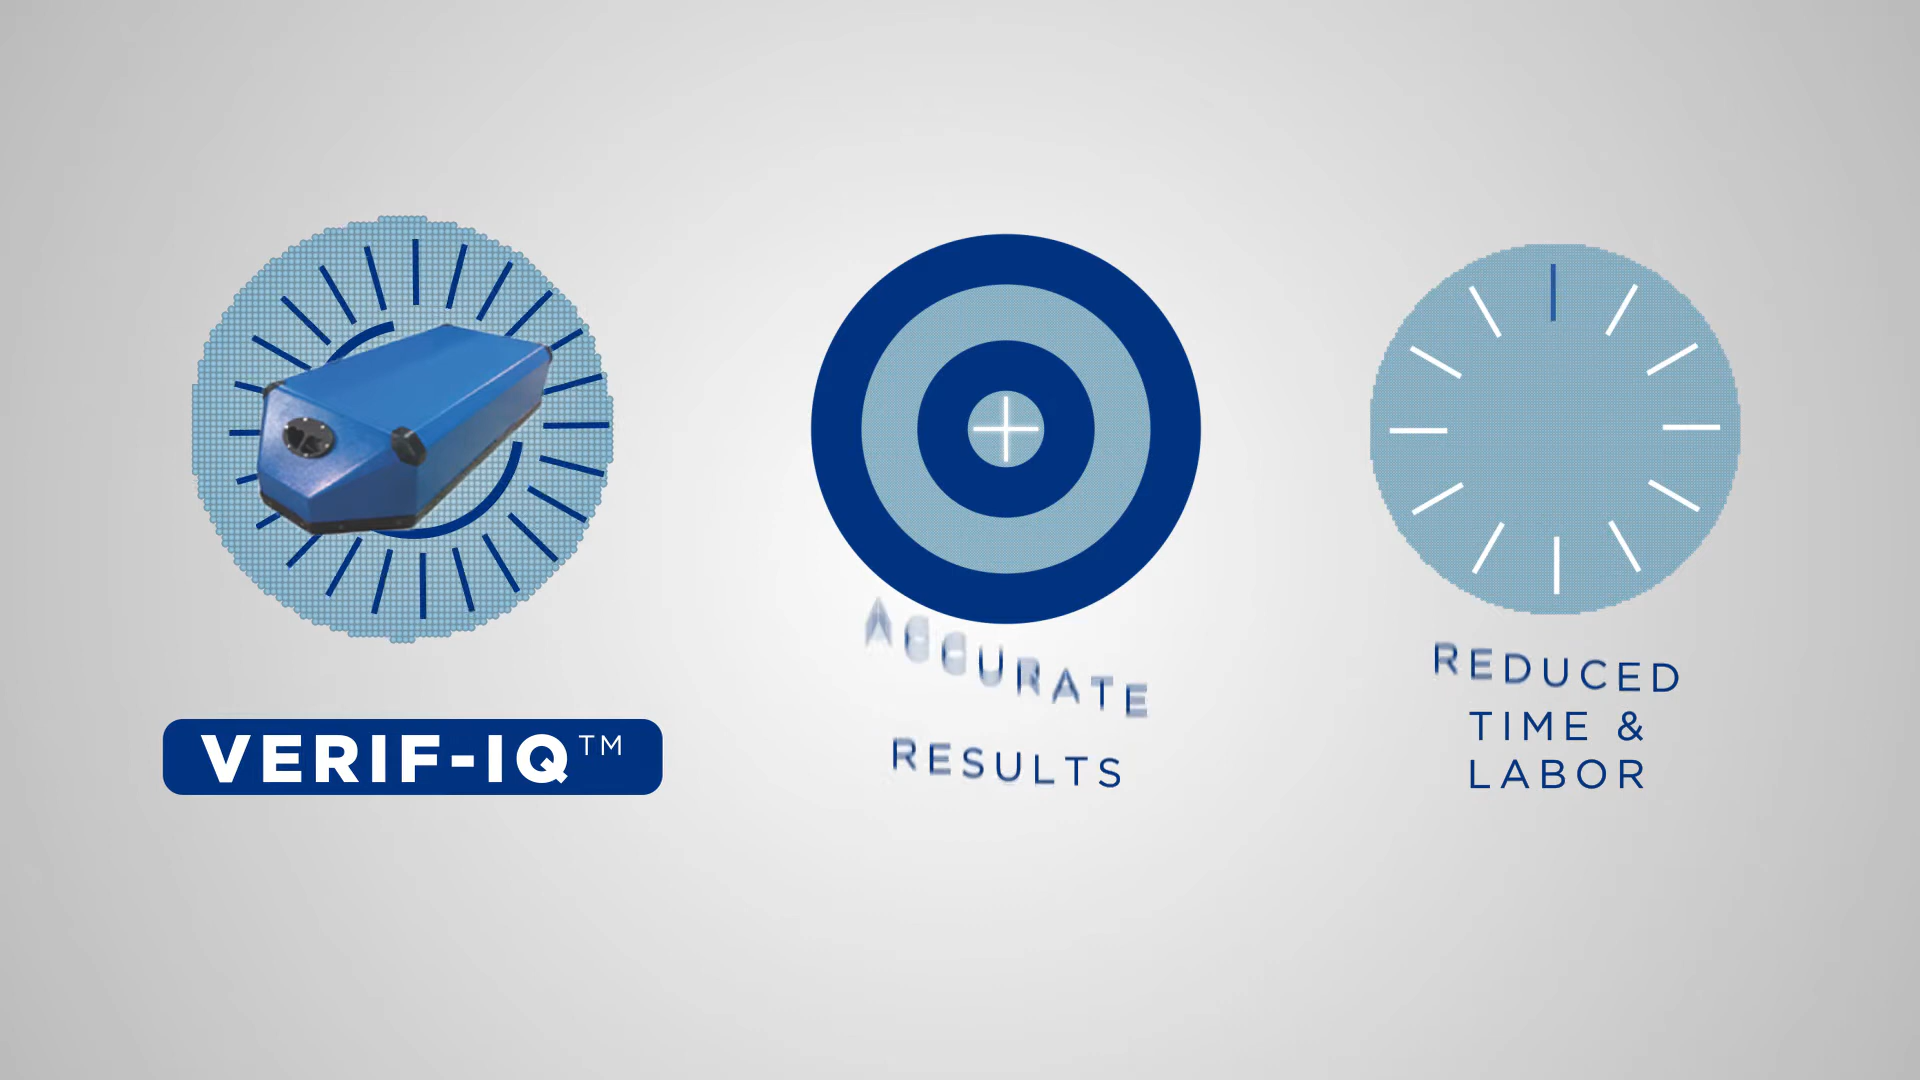 VERIF-IQ™
ACCURATE
RESULTS
REDUCED
TIME &
LABOR